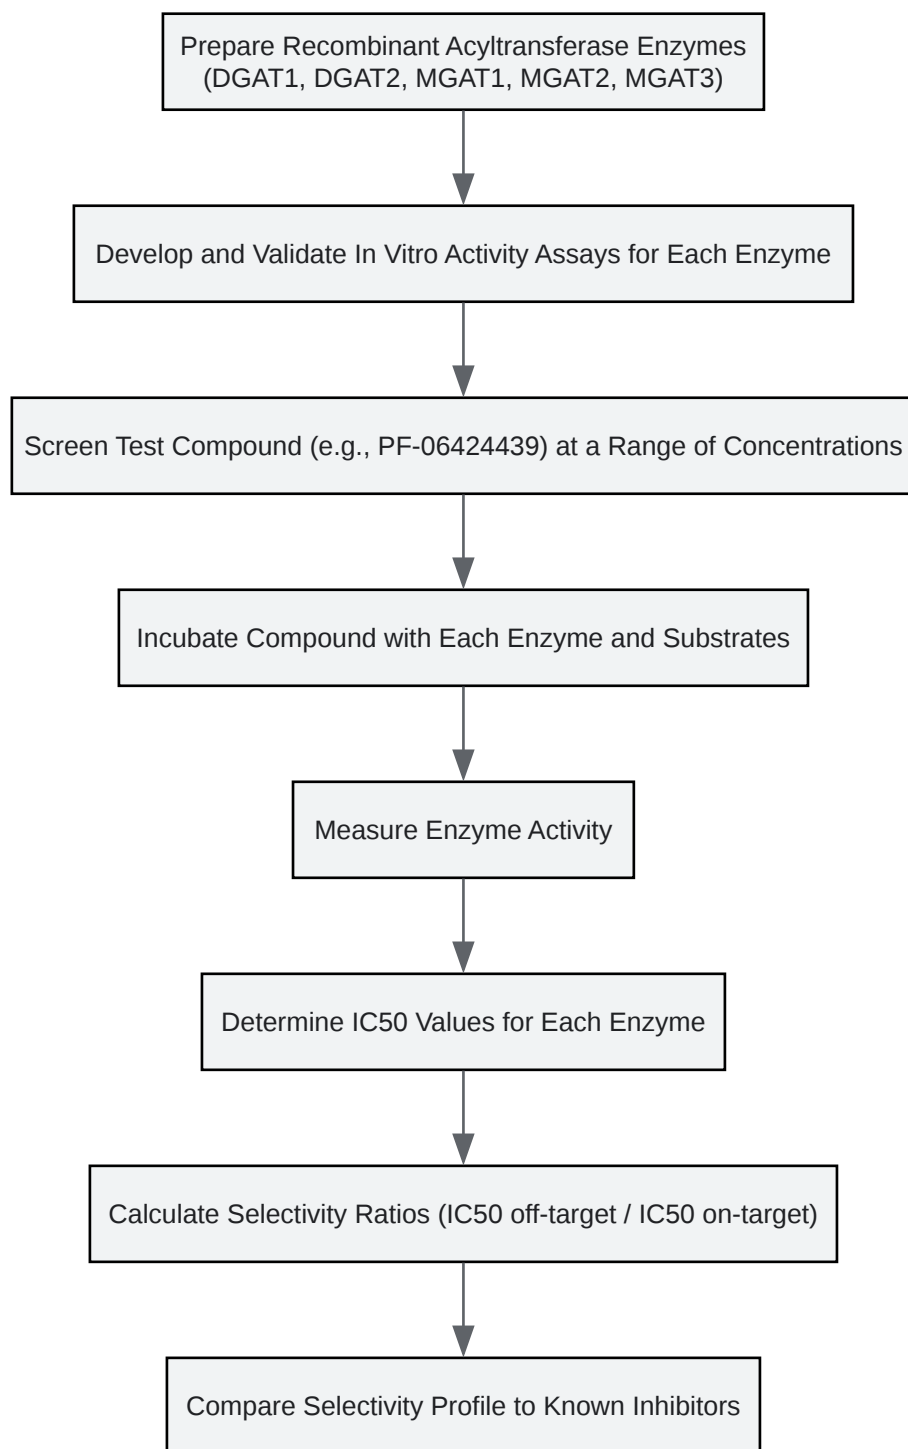 Prepare Recombinant Acyltransferase Enzymes
(DGAT1, DGAT2, MGAT1, MGAT2, MGAT3)
Develop and Validate In Vitro Activity Assays for Each Enzyme
Screen Test Compound (e.g., PF-06424439) at a Range of Concentrations
Incubate Compound with Each Enzyme and Substrates
Measure Enzyme Activity
Determine IC50 Values for Each Enzyme
Calculate Selectivity Ratios (IC50 off-target / IC50 on-target)
Compare Selectivity Profile to Known Inhibitors